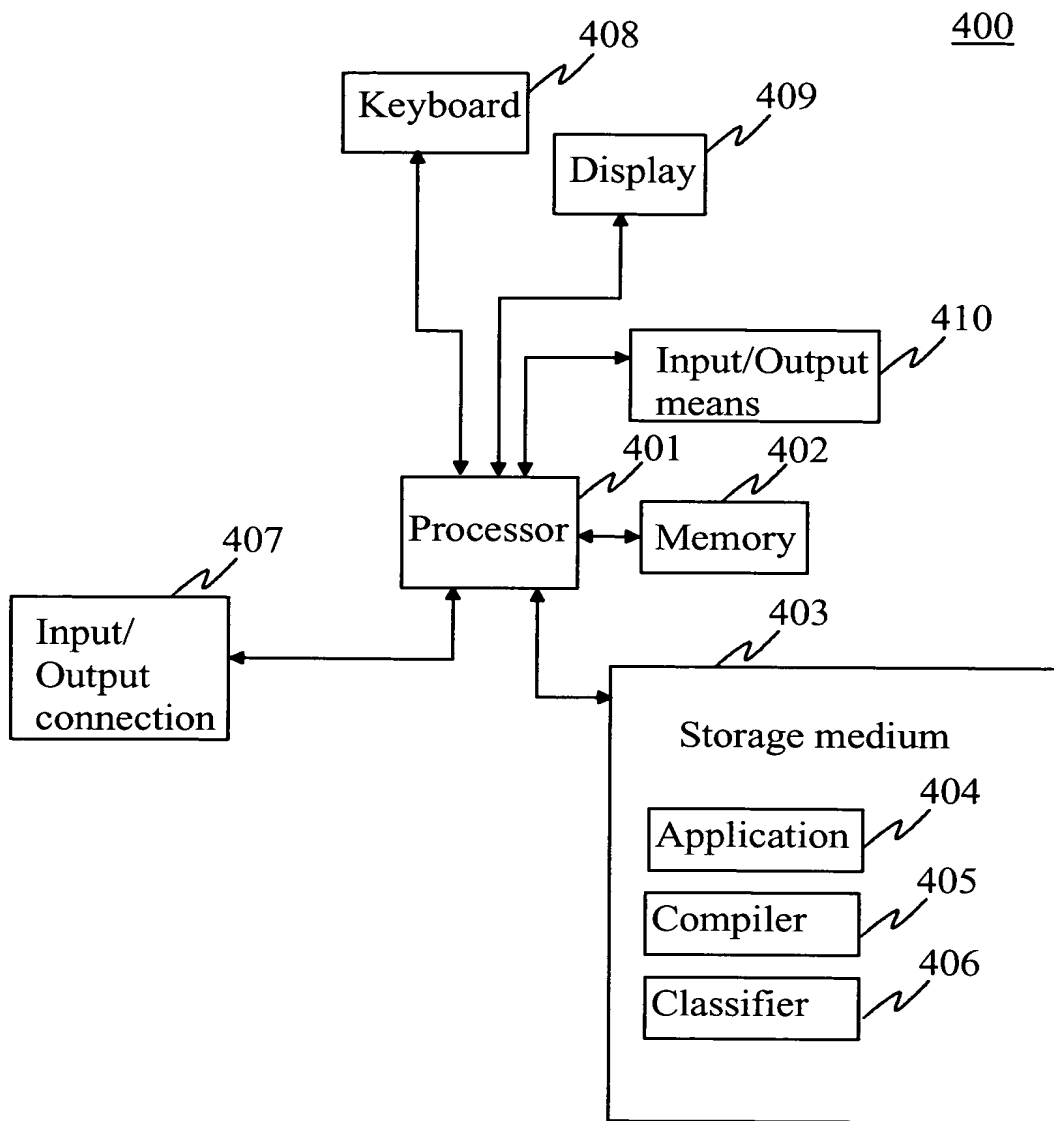 400
408
Keyboard
409
Display
410
Input/Output
means
401
402
Processor
Memory
407
Input/
Output
connection
403
Storage medium
404
Application
405
Compiler
406
Classifier